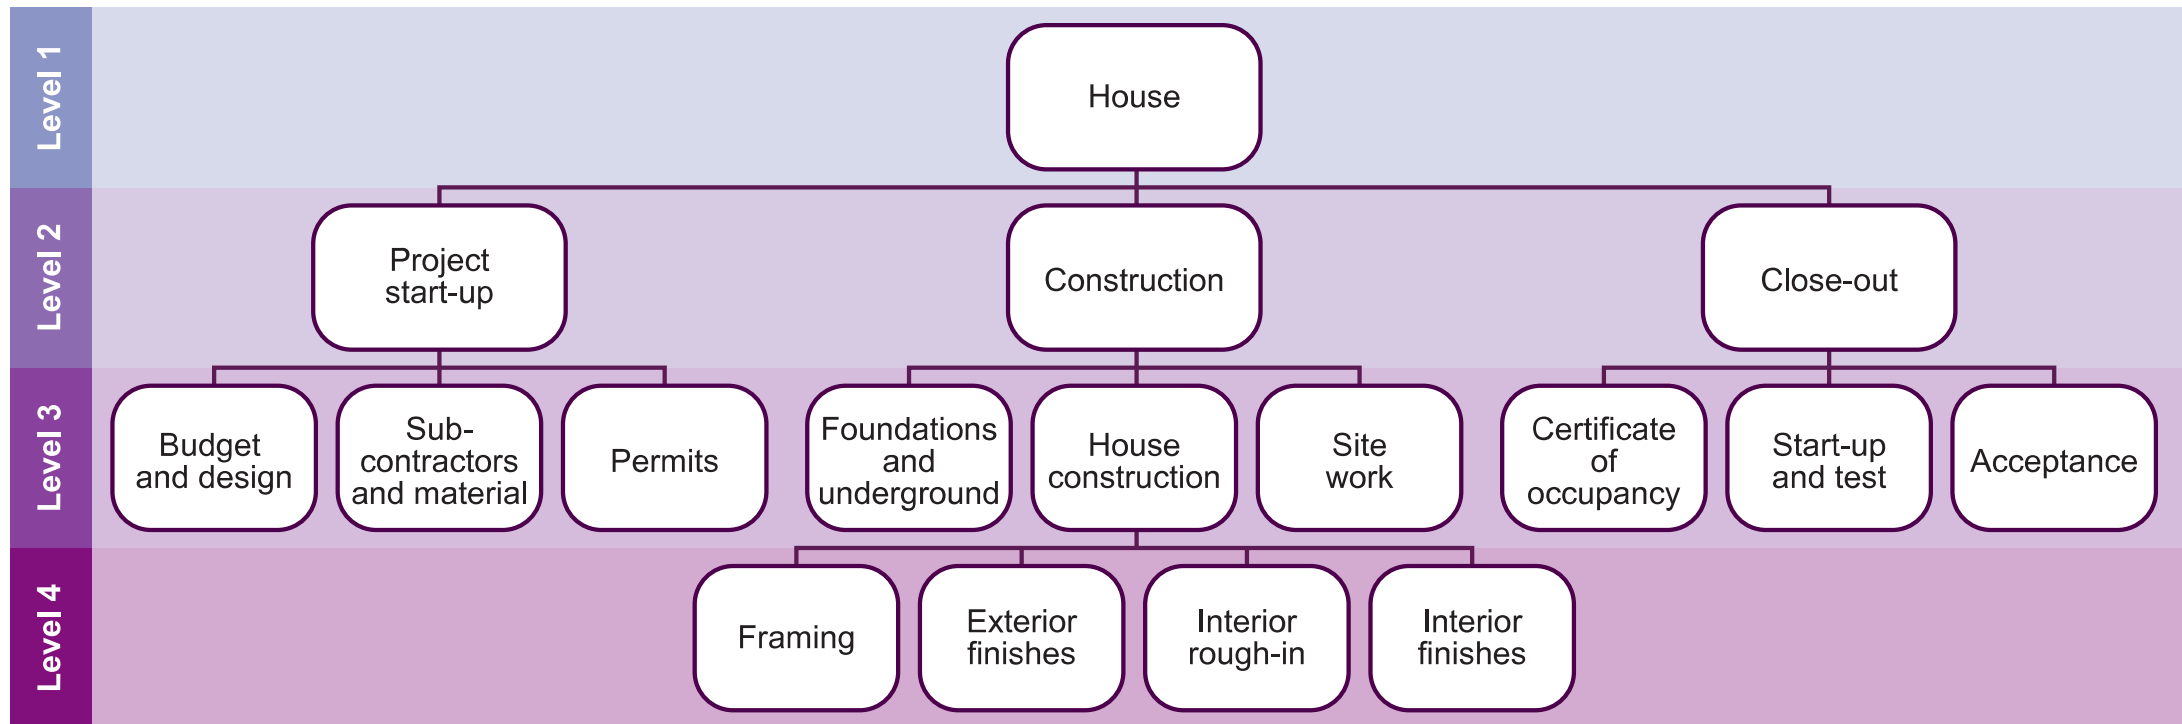 Level 1
House
Level 2
Project
start-up
Construction
Close-out
Level 3
Budget
and design
Sub-
contractors
and material
Permits
Foundations
and
underground
House
construction
Site
work
Certificate
of
occupancy
Start-up
and test
Acceptance
Level 4
Framing
Exterior
finishes
Interior
rough-in
Interior
finishes